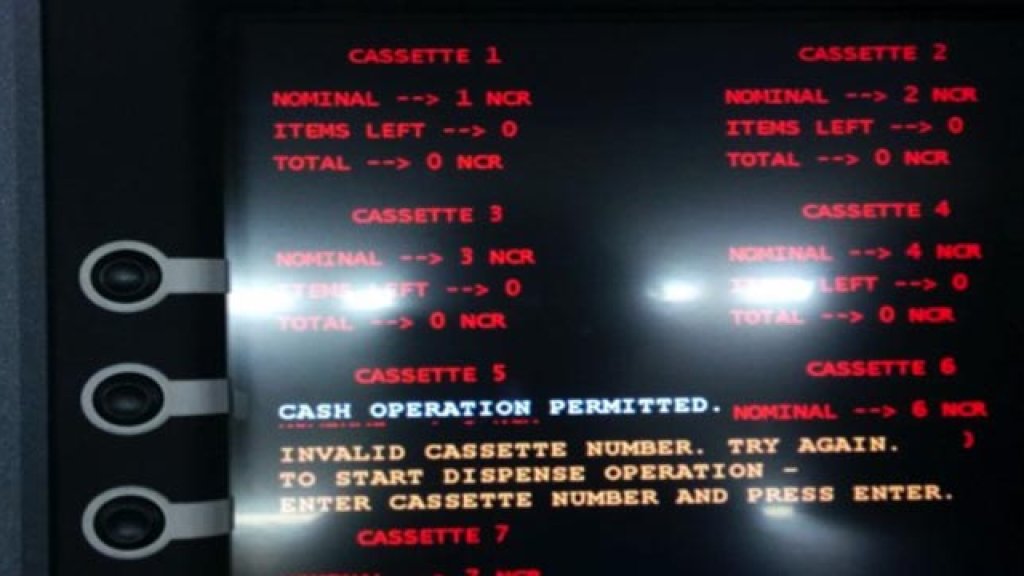 CASSETTE 1
NOMINAL --> 1 NCR
ITEMS LEFT --> 0
TOTAL --> 0 NCR
CASSETTE 2
NOMINAL --> 2 NCR
ITEMS LEFT --> 0
TOTAL --> 0 NCR
CASSETTE 3
NOMINAL --> 3 NCR
ITEMS LEFT --> 0
TOTAL --> 0 NCR
CASSETTE 4
NOMINAL --> 4 NCR
ITEMS LEFT --> 0
TOTAL --> 0 NCR
CASSETTE 5
CASSETTE 6
CASH OPERATION PERMITTED.
NOMINAL --> 6 NCR
INVALID CASSETTE NUMBER. TRY AGAIN.
TO START DISPENSE OPERATION -
ENTER CASSETTE NUMBER AND PRESS ENTER.
CASSETTE 7